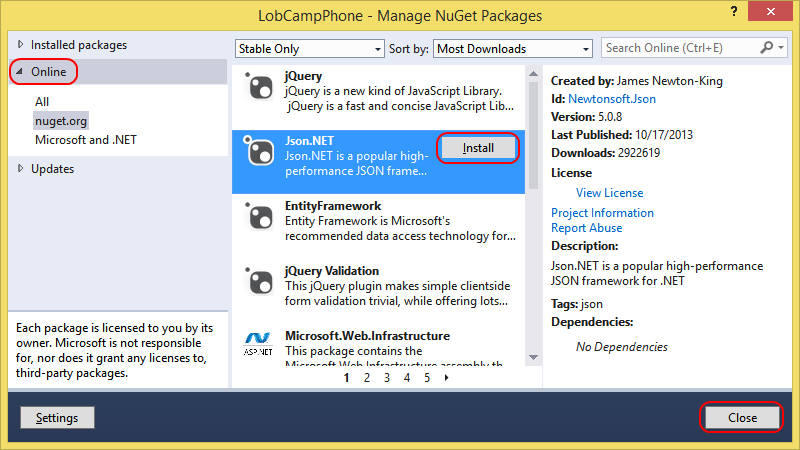 LobCampPhone - Manage NuGet Packages
?
Installed packages
Online
All
nuget.org
Microsoft and .NET
Updates
Each package is licensed to you by its
owner. Microsoft is not responsible
for, nor does it grant any licenses to,
third-party packages.
Stable Only
Sort by: Most Downloads
jQuery
jQuery is a new kind of JavaScript Library.
jQuery is a fast and concise JavaScript Lib...
Json.NET
Install
Json.NET is a popular high-
performance JSON frame...
EntityFramework
Entity Framework is Microsoft's
recommended data access technology for...
jQuery Validation
This jQuery plugin makes simple clientside
form validation trivial, while offering lots...
ASP.NET
Microsoft.Web.Infrastructure
This package contains the
Microsoft.Web.Infrastructure assembly th
1 2 3 4 5
Search Online (Ctrl+E)
Created by: James Newton-King
Id: Newtonsoft.Json
Version: 5.0.8
Last Published: 10/17/2013
Downloads: 2922619
License
View License
Project Information
Report Abuse
Description:
Json.NET is a popular high-performance
JSON framework for .NET
Tags: json
Dependencies:
No Dependencies
Settings
Close